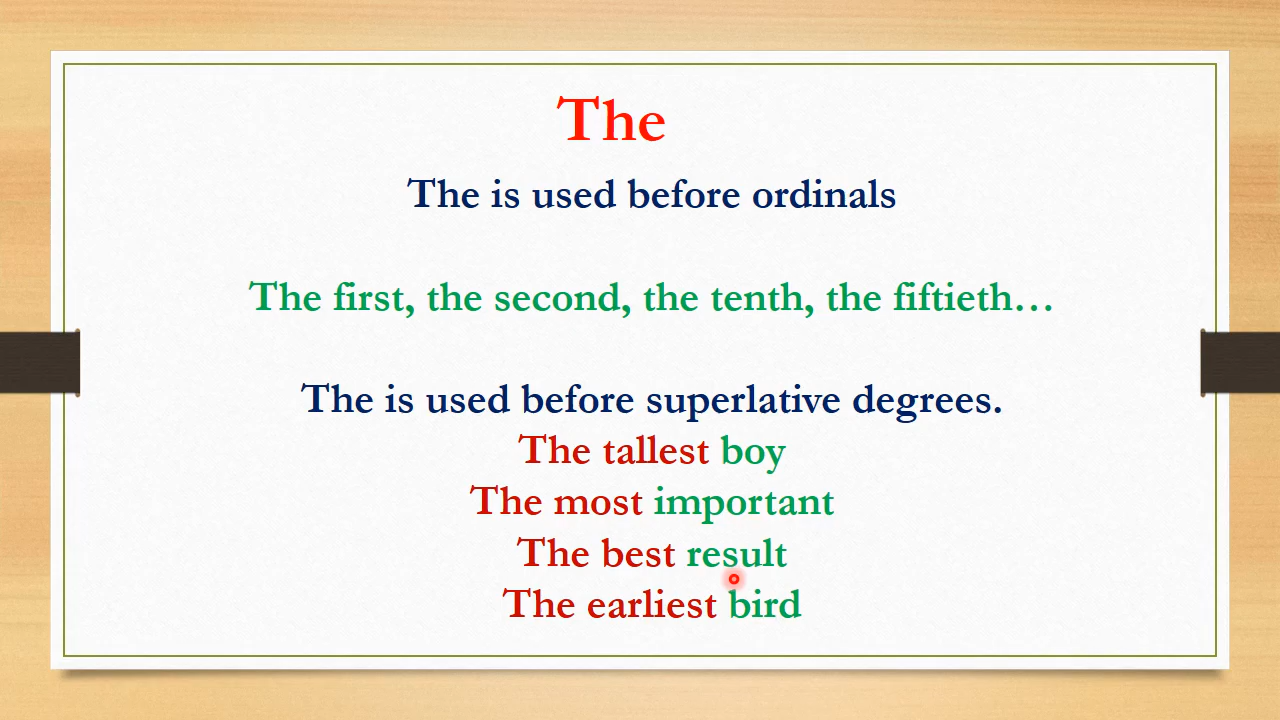 The
The is used before ordinals
The first, the second, the tenth, the fiftieth…
The is used before superlative degrees.
The tallest boy
The most important
The best result
The earliest bird